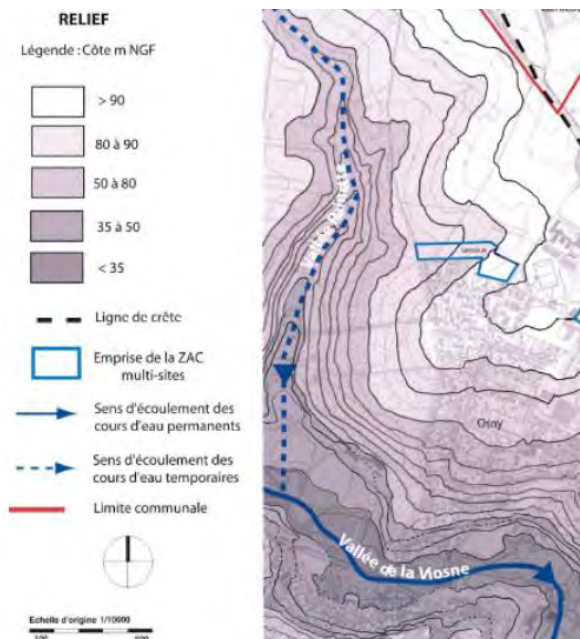 RELIEF
Légende : Côte m NGF
> 90
80 à 90
50 à 80
35 à 50
< 35
Ligne de crête
Emprise de la ZAC
multi-sites
Sens d'écoulement des
cours d'eau permanents
Sens d'écoulement des
cours d'eau temporaires
Limite communale
Echelle d'origine 1/10000
Osny
Vallée de la Viosne